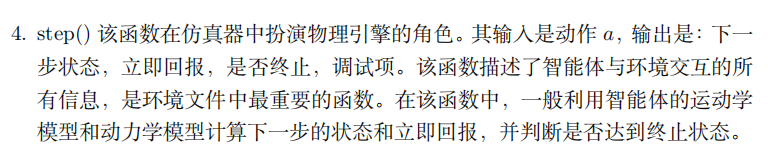 4. step() 该函数在仿真器中扮演物理引擎的角色。其输入是动作 a，输出是：下一
步状态，立即回报，是否终止，调试项。该函数描述了智能体与环境交互的所
有信息，是环境文件中最重要的函数。在该函数中，一般利用智能体的运动学
模型和动力学模型计算下一步的状态和立即回报，并判断是否达到终止状态。